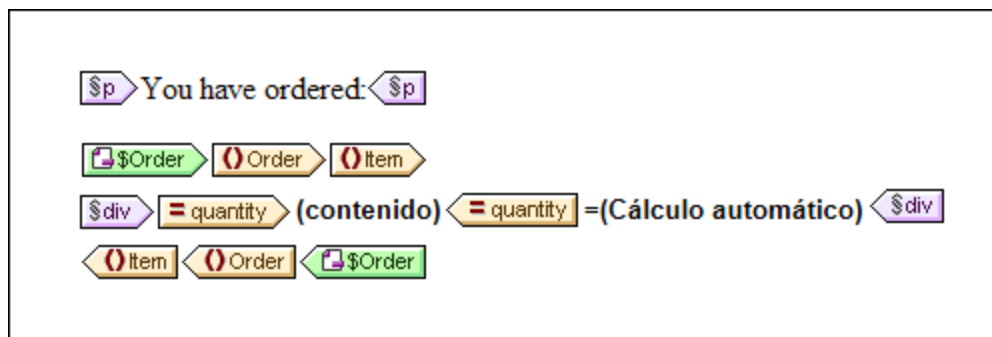 §p You have ordered: §p
$Order ()Order ()Item
§div = quantity (contenido) = quantity =(Cálculo automático) §div
()Item ()Order $Order